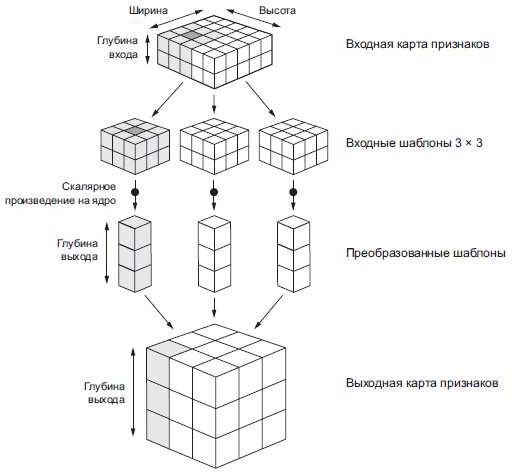 Ширина
Высота
Глубина
входа
Входная карта признаков
Входные шаблоны 3 × 3
Скалярное
произведение на ядро
Глубина
выхода
Преобразованные шаблоны
Глубина
выхода
Выходная карта признаков